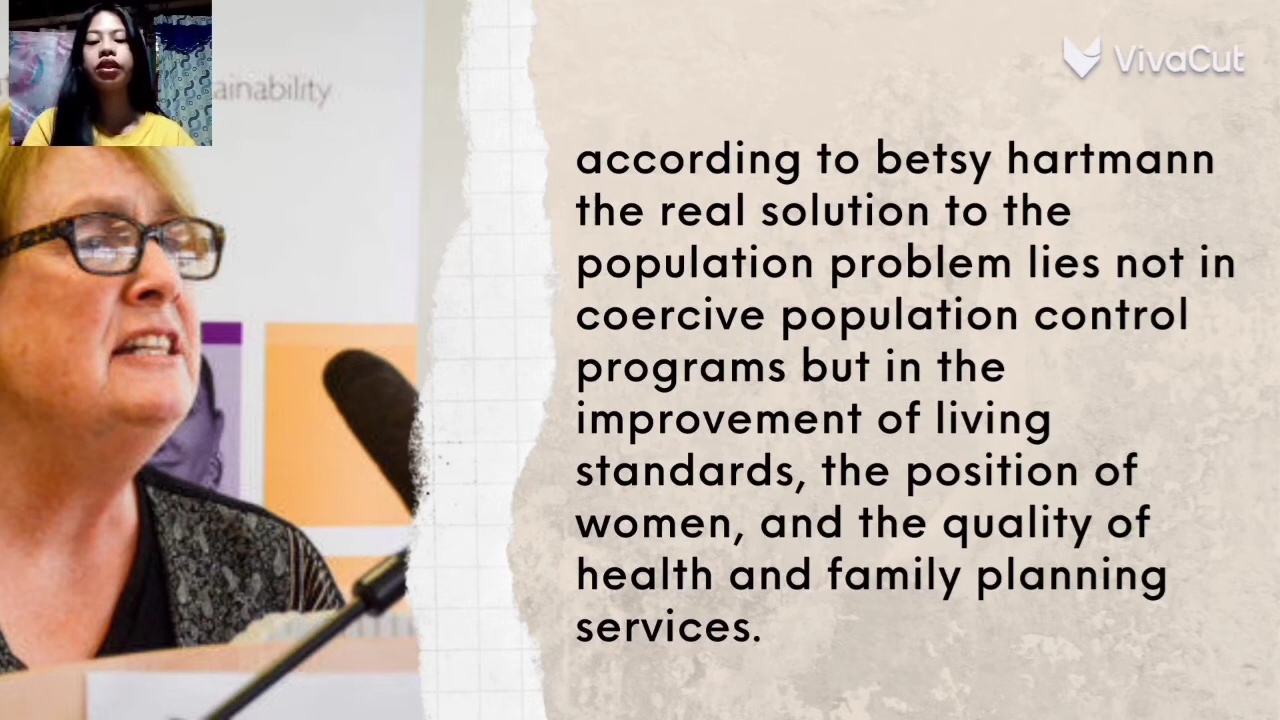 ainability
VivaCut
according to betsy hartmann
the real solution to the
population problem lies not in
coercive population control
programs but in the
improvement of living
standards, the position of
women, and the quality of
health and family planning
services.